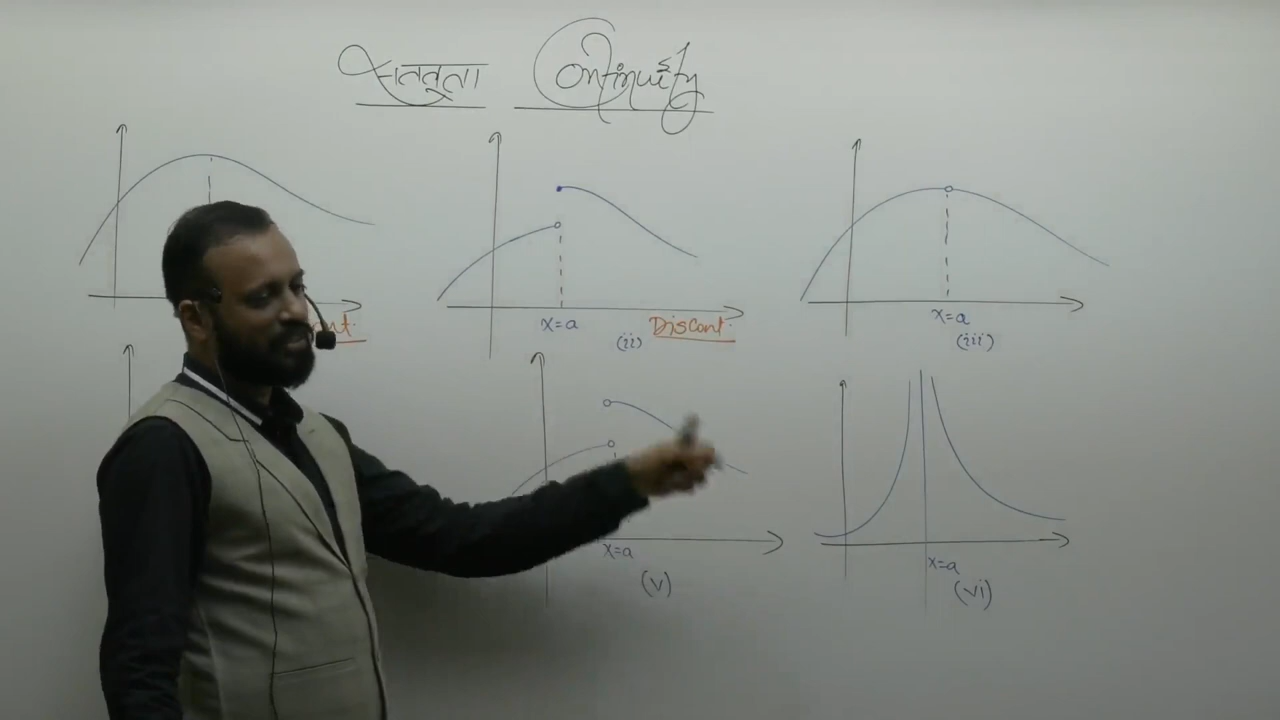 सततता Continuity
x=a
(ii)
Discont.
x=a
(iii)
x=a
(v)
x=a
(vi)